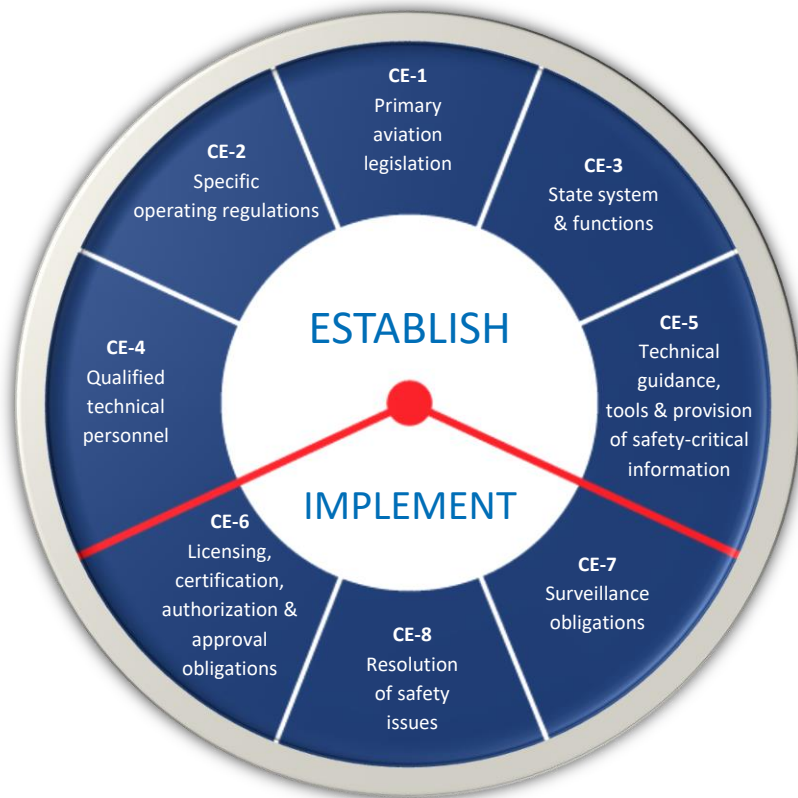 CE-1
Primary
aviation
legislation
CE-2
Specific
operating regulations
CE-3
State system
& functions
ESTABLISH
CE-4
Qualified
technical
personnel
CE-5
Technical
guidance,
tools & provision
of safety-critical
information
IMPLEMENT
CE-6
Licensing,
certification,
authorization &
approval
obligations
CE-7
Surveillance
obligations
CE-8
Resolution
of safety
issues